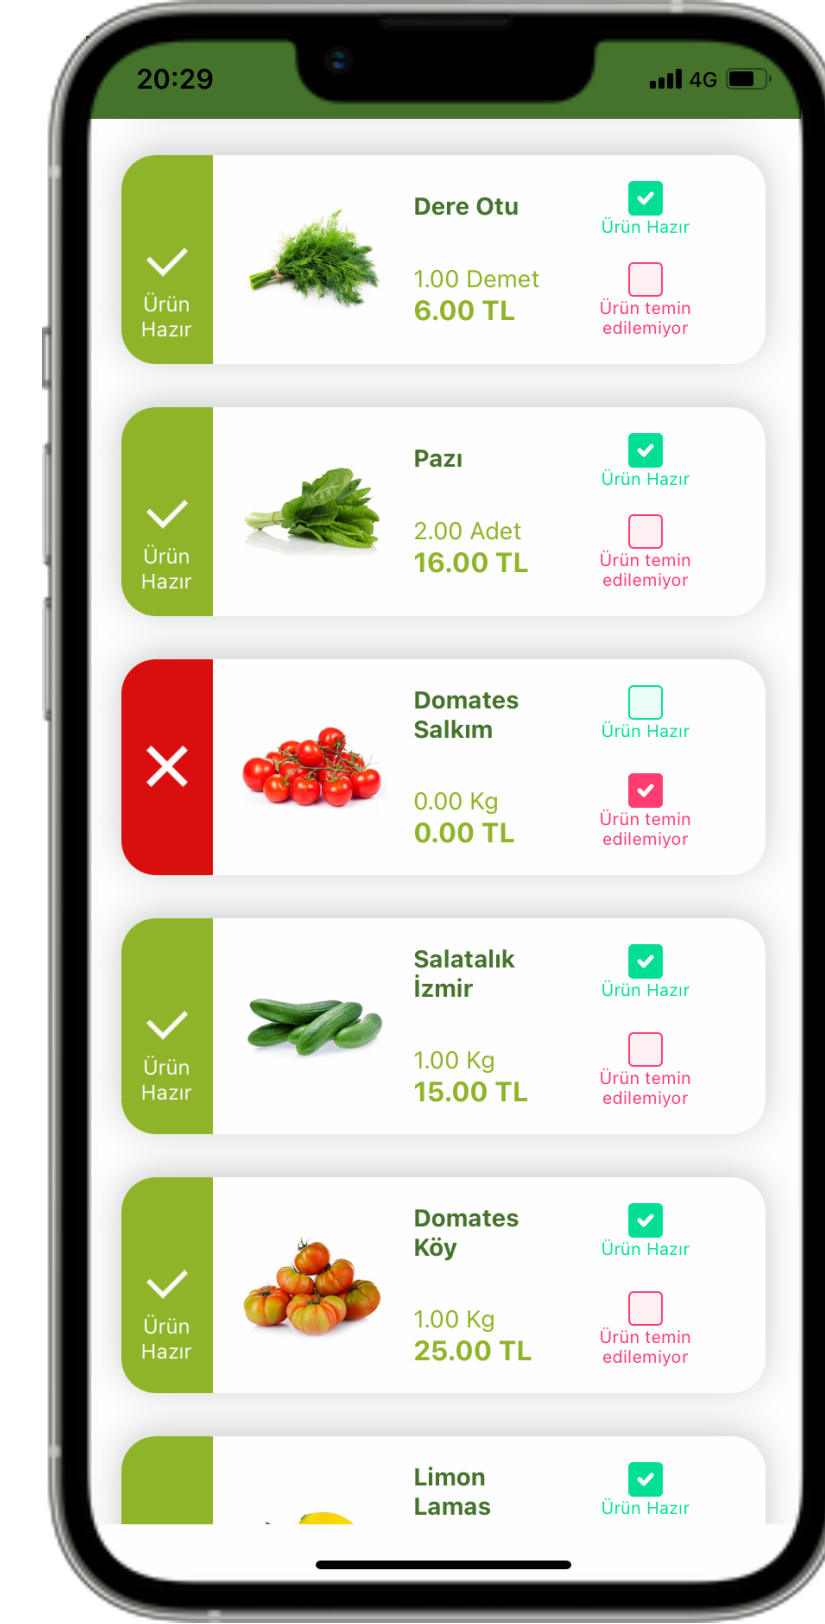 20:29
4G
Dere Otu
Ürün Hazır
1.00 Demet
6.00 TL
Ürün
Hazır
Ürün temin
edilemiyor
Pazı
Ürün Hazır
2.00 Adet
16.00 TL
Ürün
Hazır
Ürün temin
edilemiyor
Domates
Salkım
Ürün Hazır
0.00 Kg
0.00 TL
Ürün temin
edilemiyor
Salatalık
İzmir
Ürün Hazır
1.00 Kg
15.00 TL
Ürün
Hazır
Ürün temin
edilemiyor
Domates
Köy
Ürün Hazır
1.00 Kg
25.00 TL
Ürün
Hazır
Ürün temin
edilemiyor
Limon
Lamas
Ürün Hazır